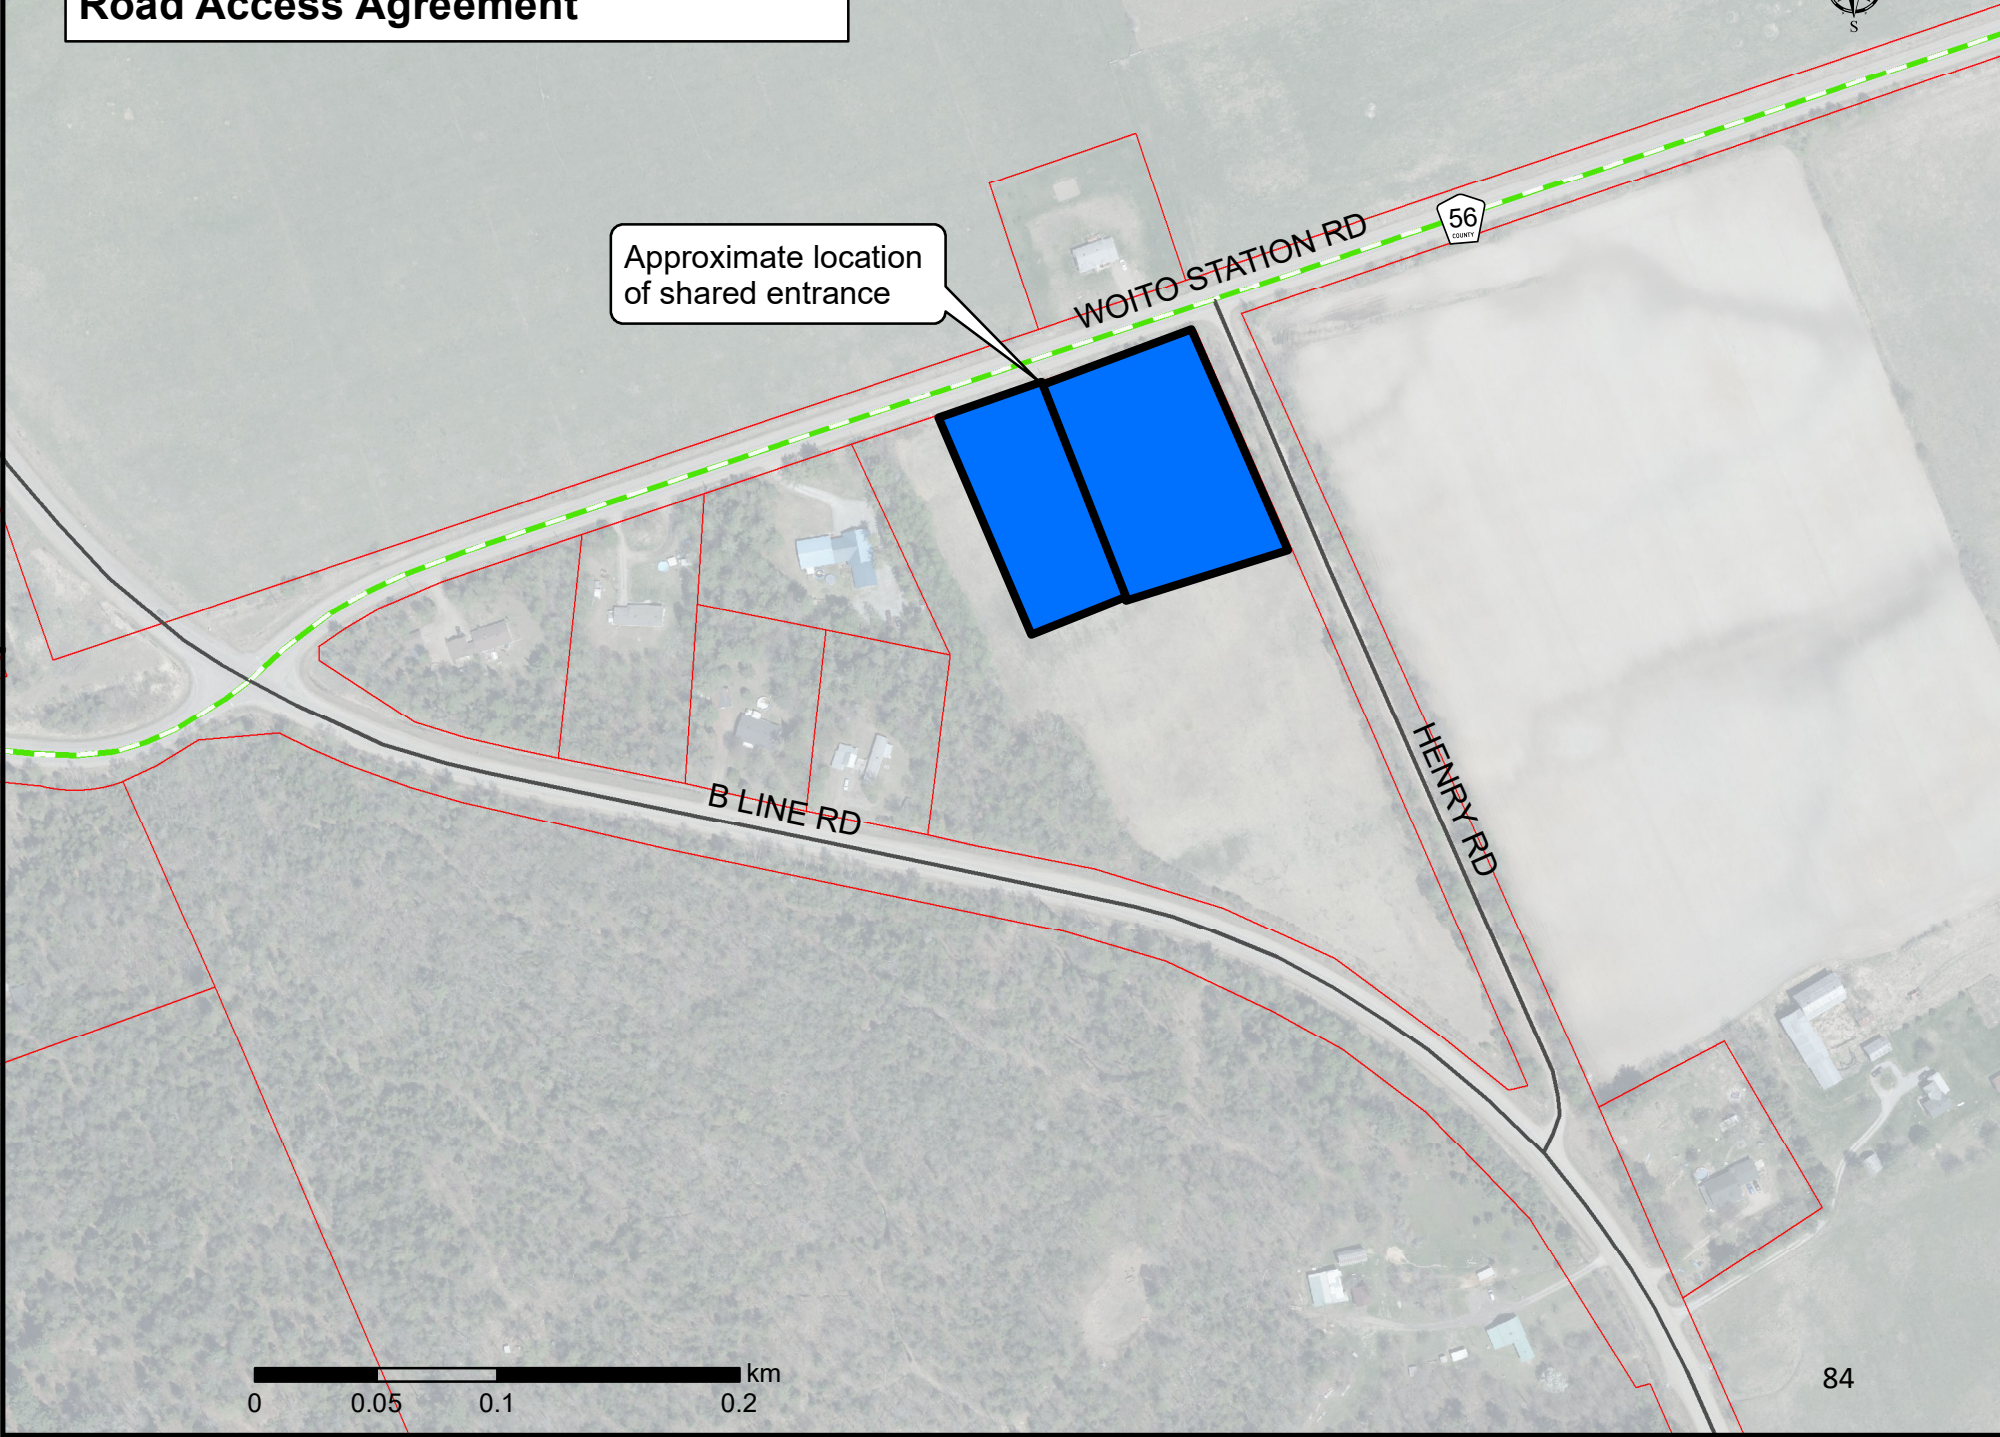 Road Access Agreement
S
Approximate location
of shared entrance
WOITO STATION RD
56
COUNTY
HENRY RD
B LINE RD
km
0 0.05 0.1 0.2
84